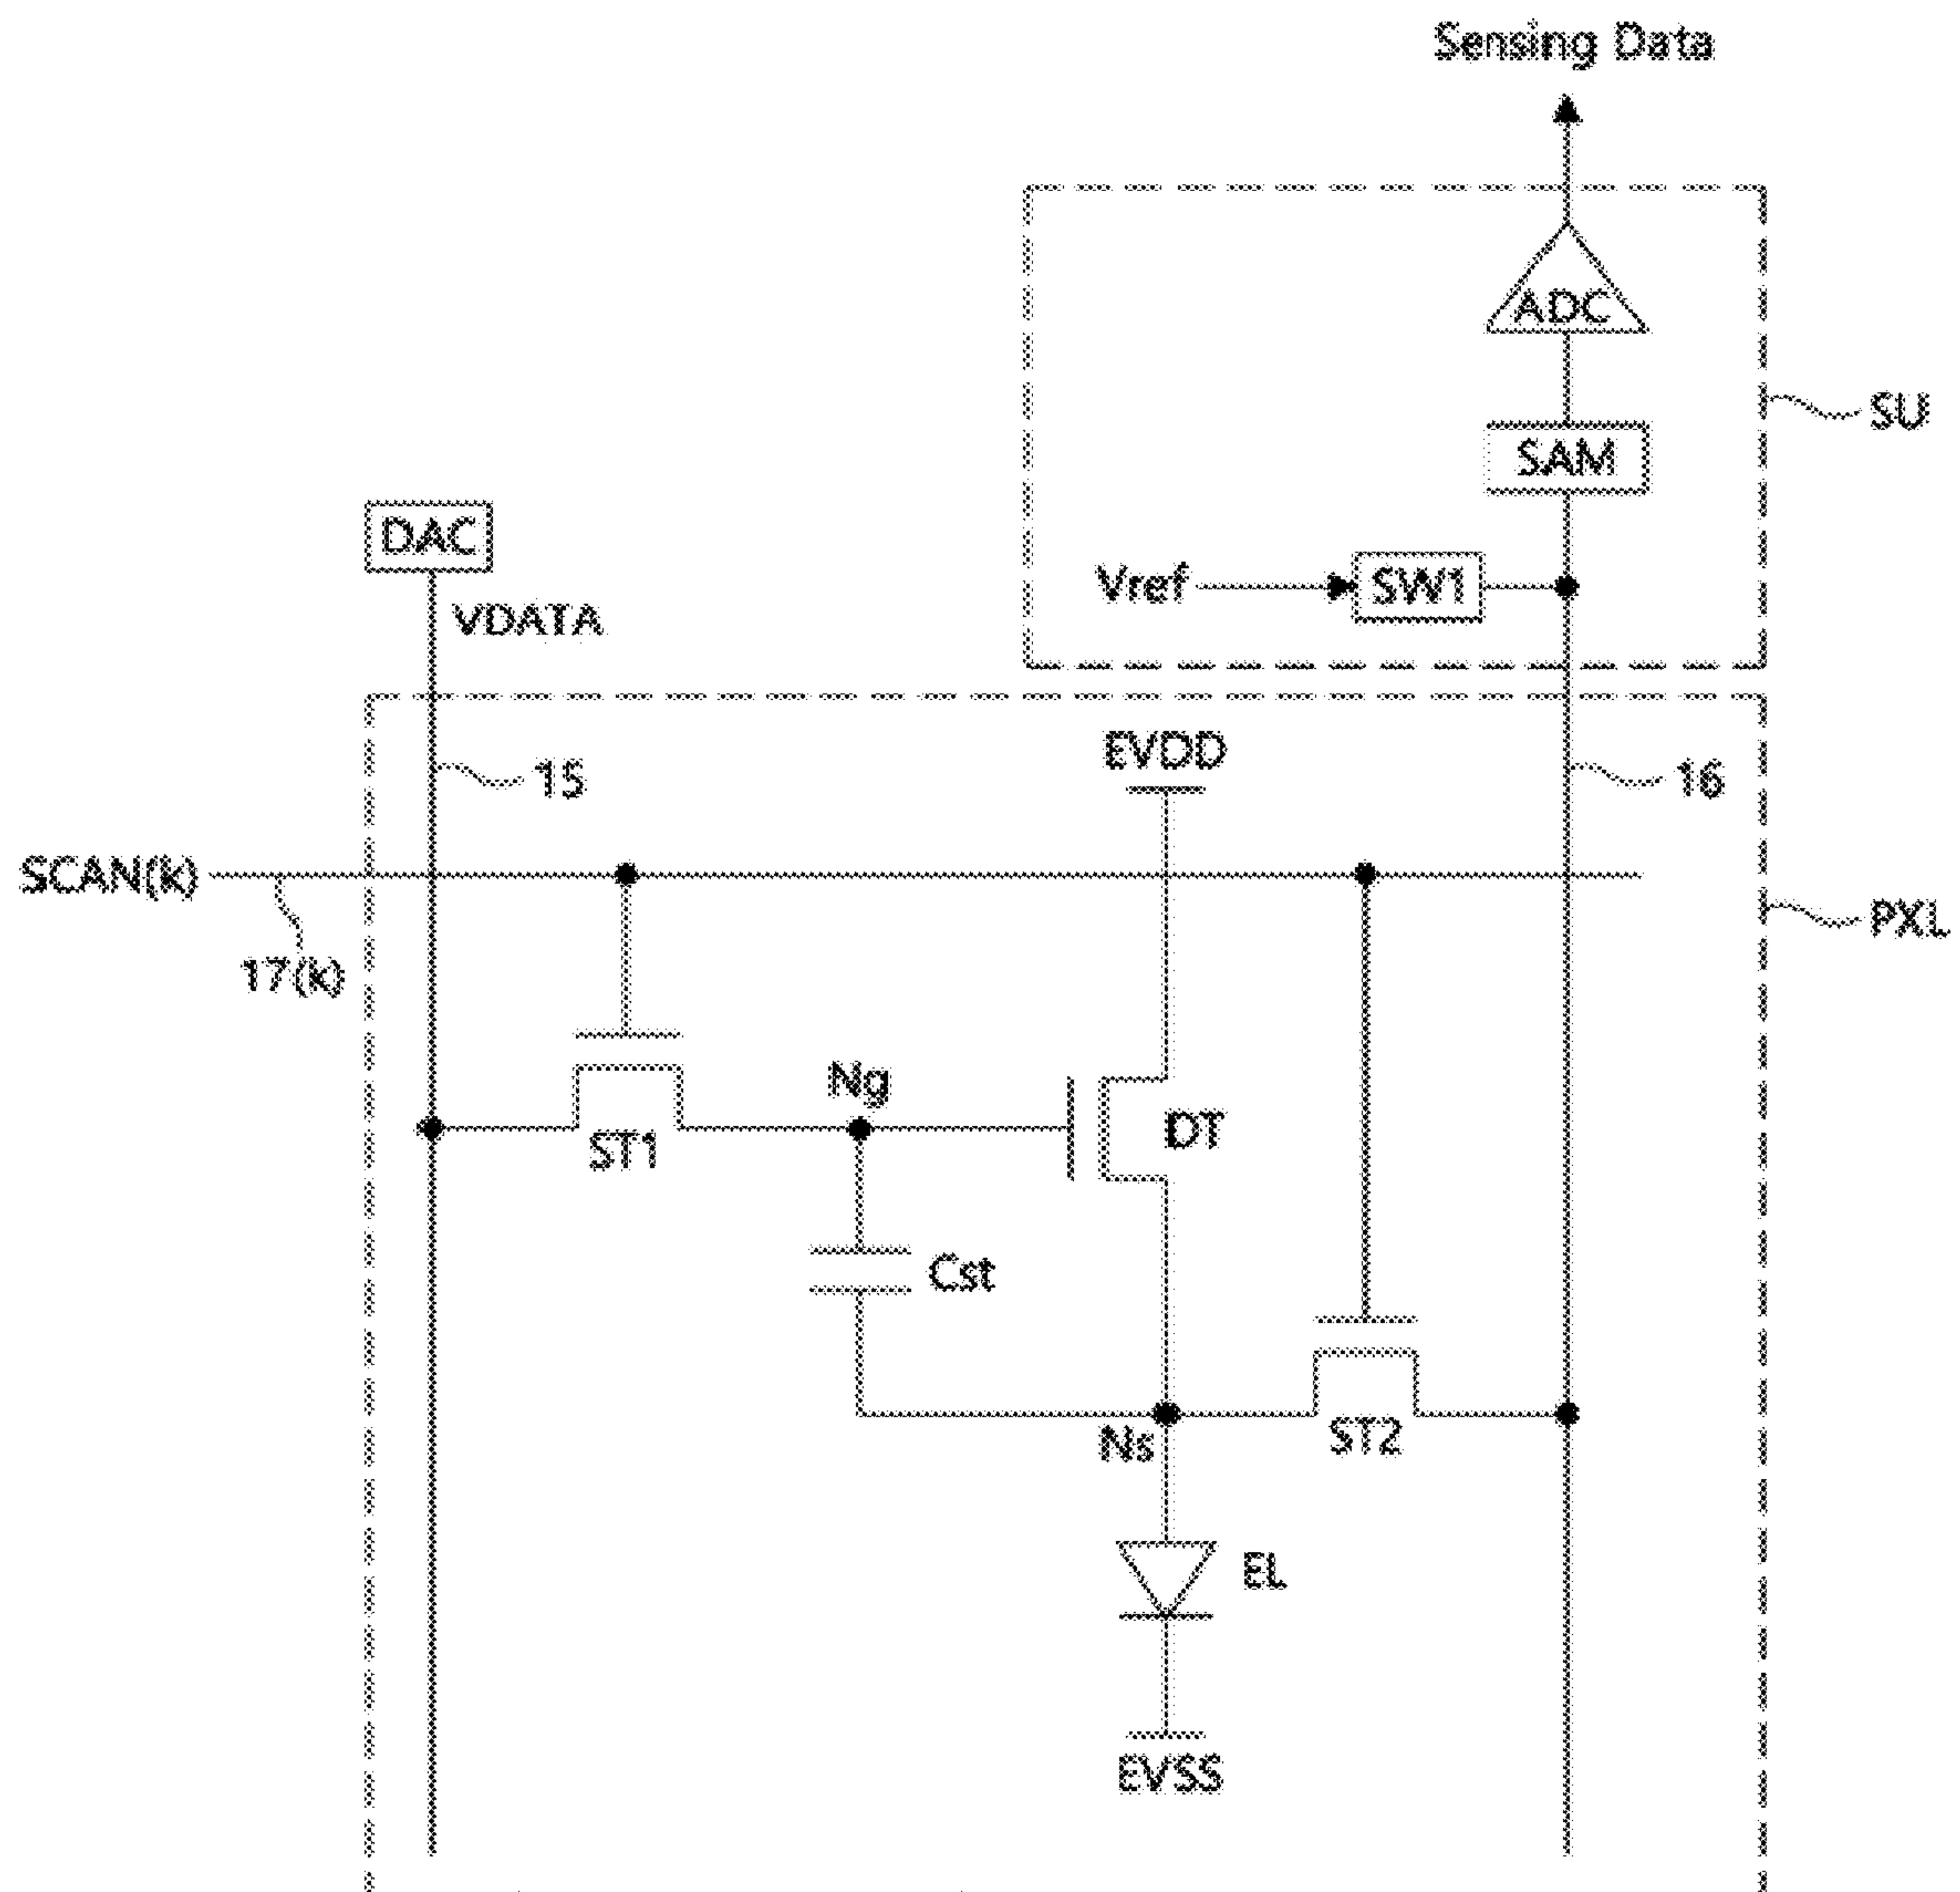 Sensing Data
ADC
SU
SAM
DAC
Vref
SW1
VDATA
EVDD
15
16
SCAN(k)
PXL
17(k)
Ng
DT
ST1
Cst
Ns
ST2
EL
EVSS